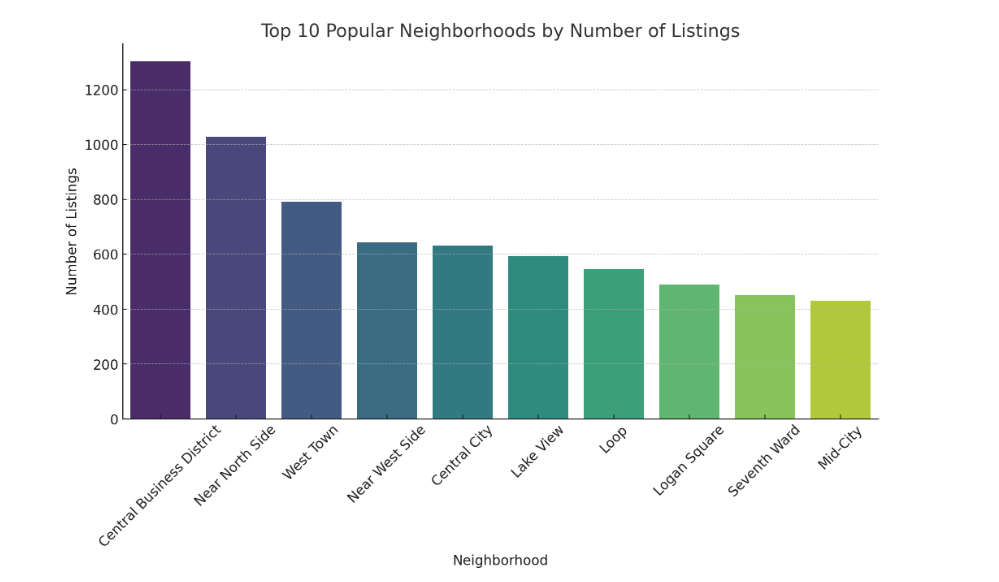 Top 10 Popular Neighborhoods by Number of Listings
Number of Listings
1200
1000
800
600
400
200
0
Central Business District
Near North Side
West Town
Near West Side
Central City
Lake View
Loop
Logan Square
Seventh Ward
Mid-City
Neighborhood